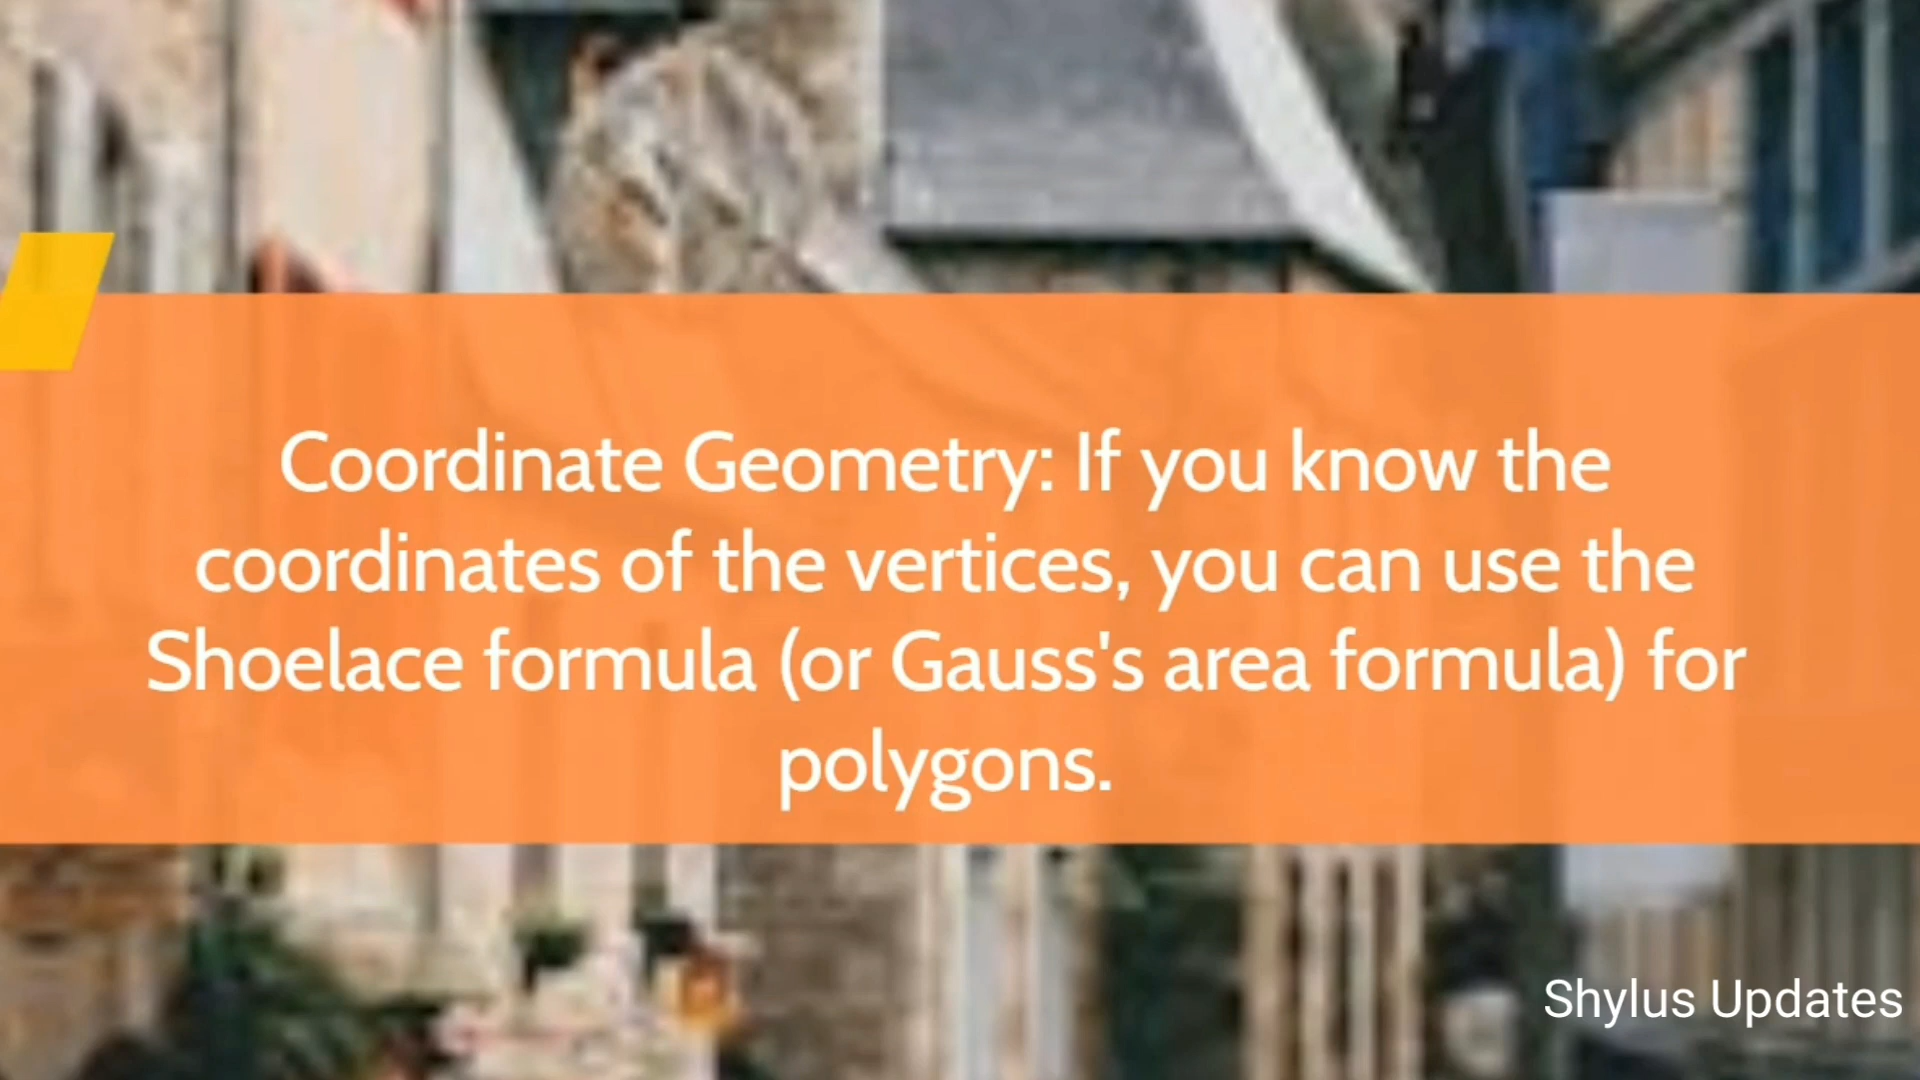 Coordinate Geometry: If you know the
coordinates of the vertices, you can use the
Shoelace formula (or Gauss's area formula) for
polygons.
Shylus Updates